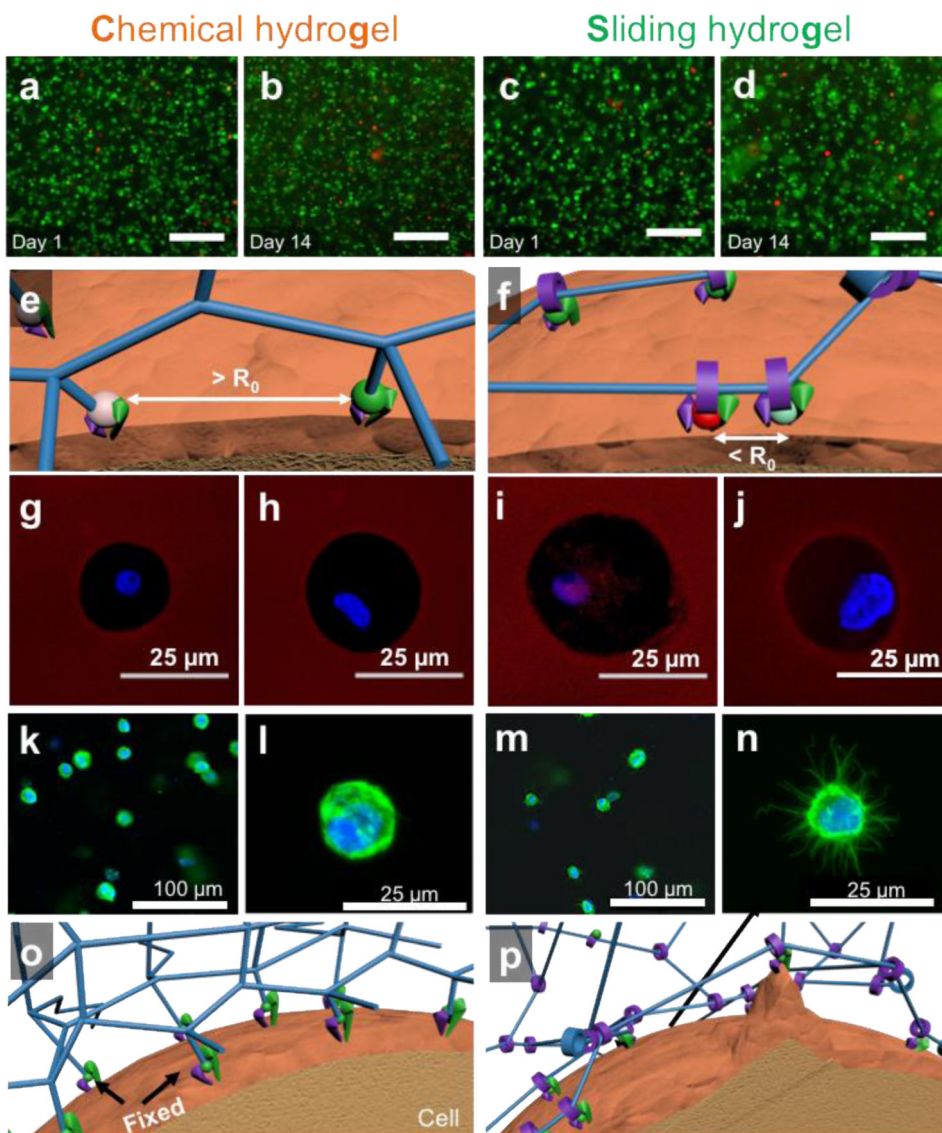 Chemical hydrogel
Sliding hydrogel
a
b
c
d
Day 1
Day 14
Day 1
Day 14
e
f
> R₀
< R₀
g
h
i
j
25 µm
25 µm
25 µm
25 µm
k
l
m
n
100 µm
25 µm
100 µm
25 µm
o
p
Fixed
Cell